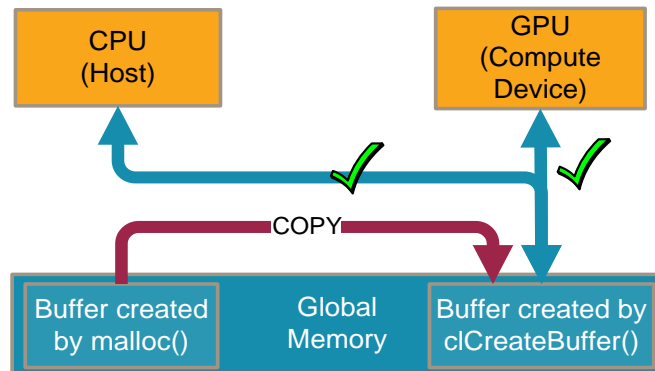 CPU
(Host)
GPU
(Compute
Device)
COPY
Buffer created
by malloc()
Global
Memory
Buffer created by
clCreateBuffer()